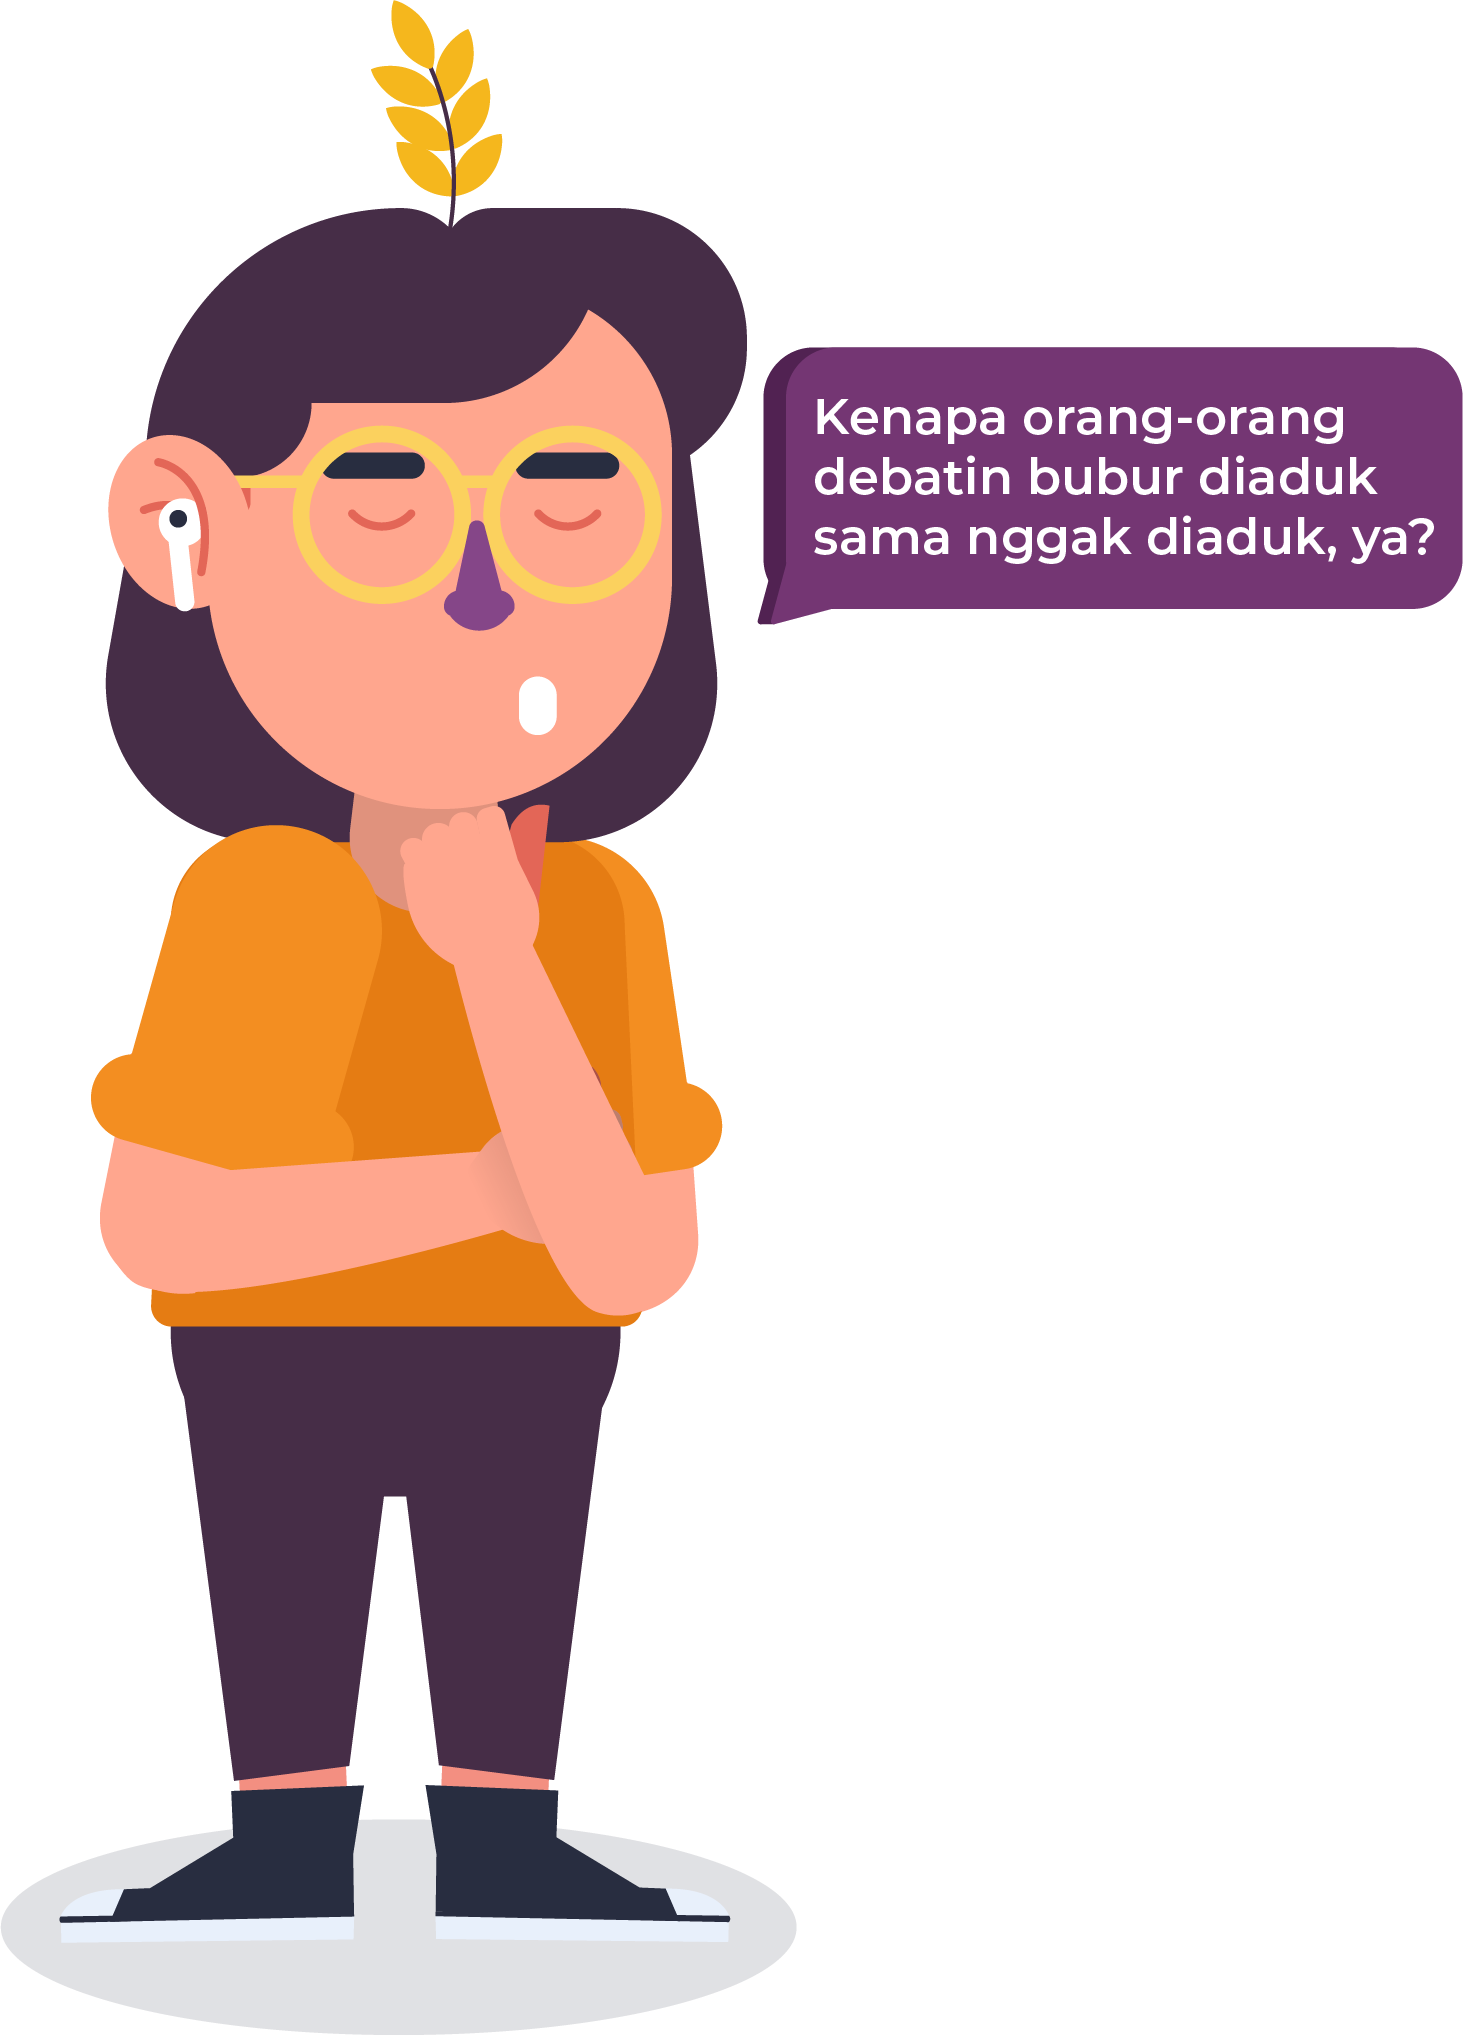 Kenapa orang-orang
debatin bubur diaduk
sama nggak diaduk, ya?